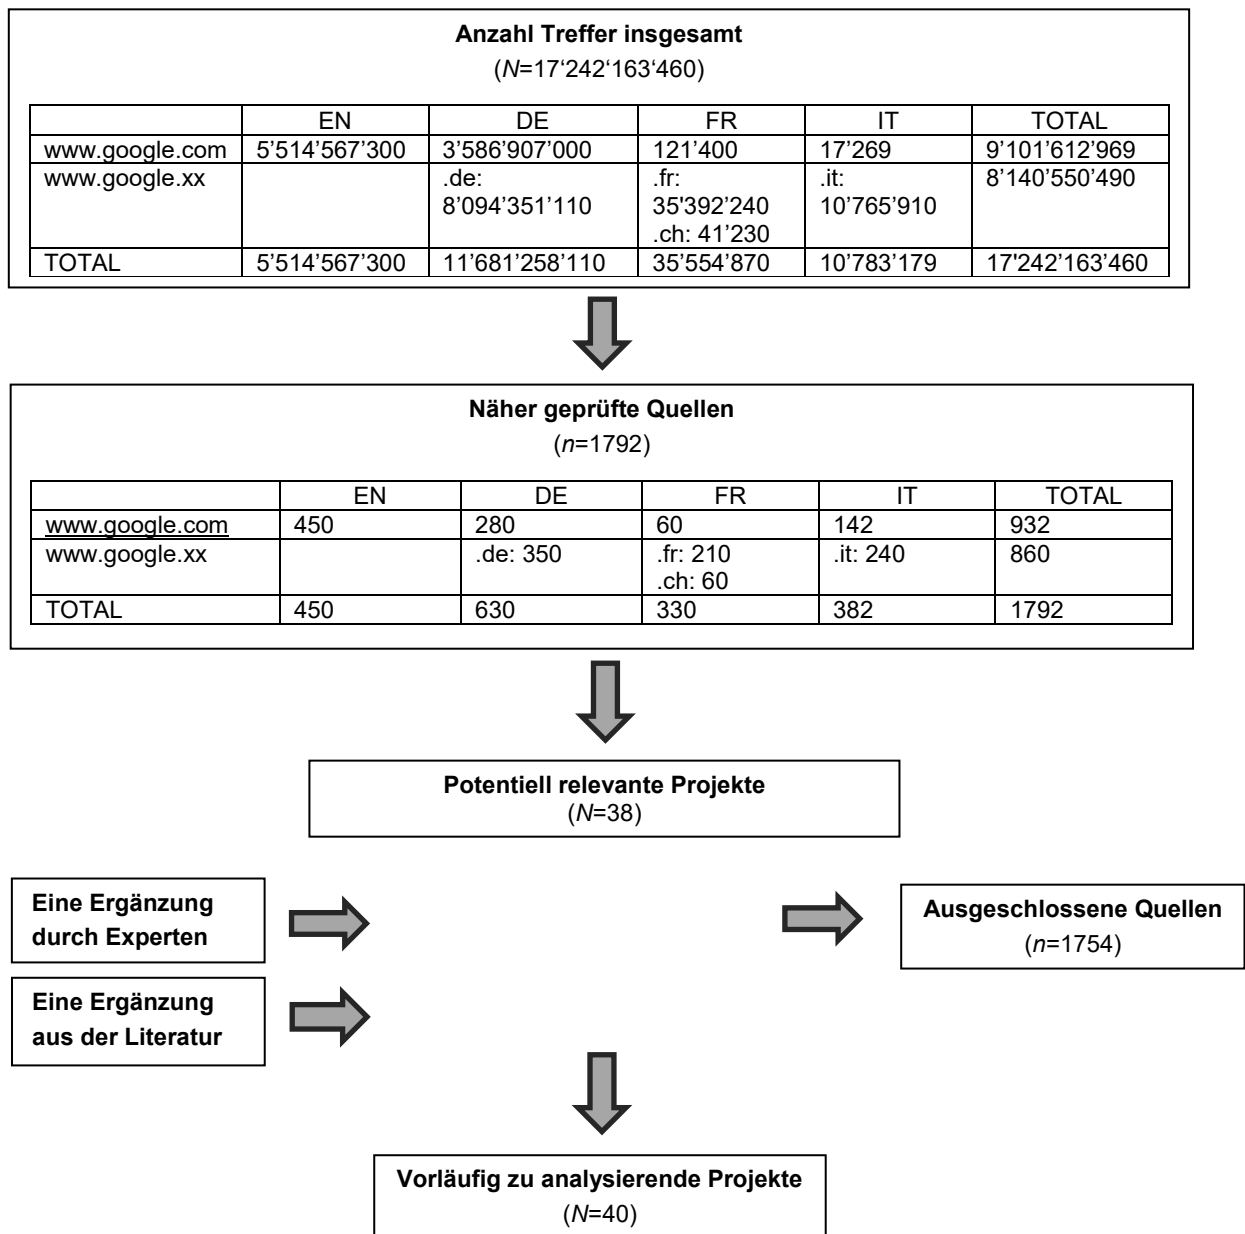 Anzahl Treffer insgesamt
(N=17‘242‘163‘460)
EN DE FR IT TOTAL
www.google.com 5’514’567’300 3’586’907’000 121’400 17’269 9’101’612’969
www.google.xx .de: .fr: .it: 8’140’550’490
8’094’351’110 35'392’240 10’765’910
.ch: 41’230
TOTAL 5’514’567’300 11’681’258’110 35’554’870 10’783’179 17'242’163’460
Näher geprüfte Quellen
(n=1792)
EN DE FR IT TOTAL
www.google.com 450 280 60 142 932
www.google.xx .de: 350 .fr: 210 .it: 240 860
.ch: 60
TOTAL 450 630 330 382 1792
Potentiell relevante Projekte
(N=38)
Eine Ergänzung
durch Experten
Ausgeschlossene Quellen
(n=1754)
Eine Ergänzung
aus der Literatur
Vorläufig zu analysierende Projekte
(N=40)